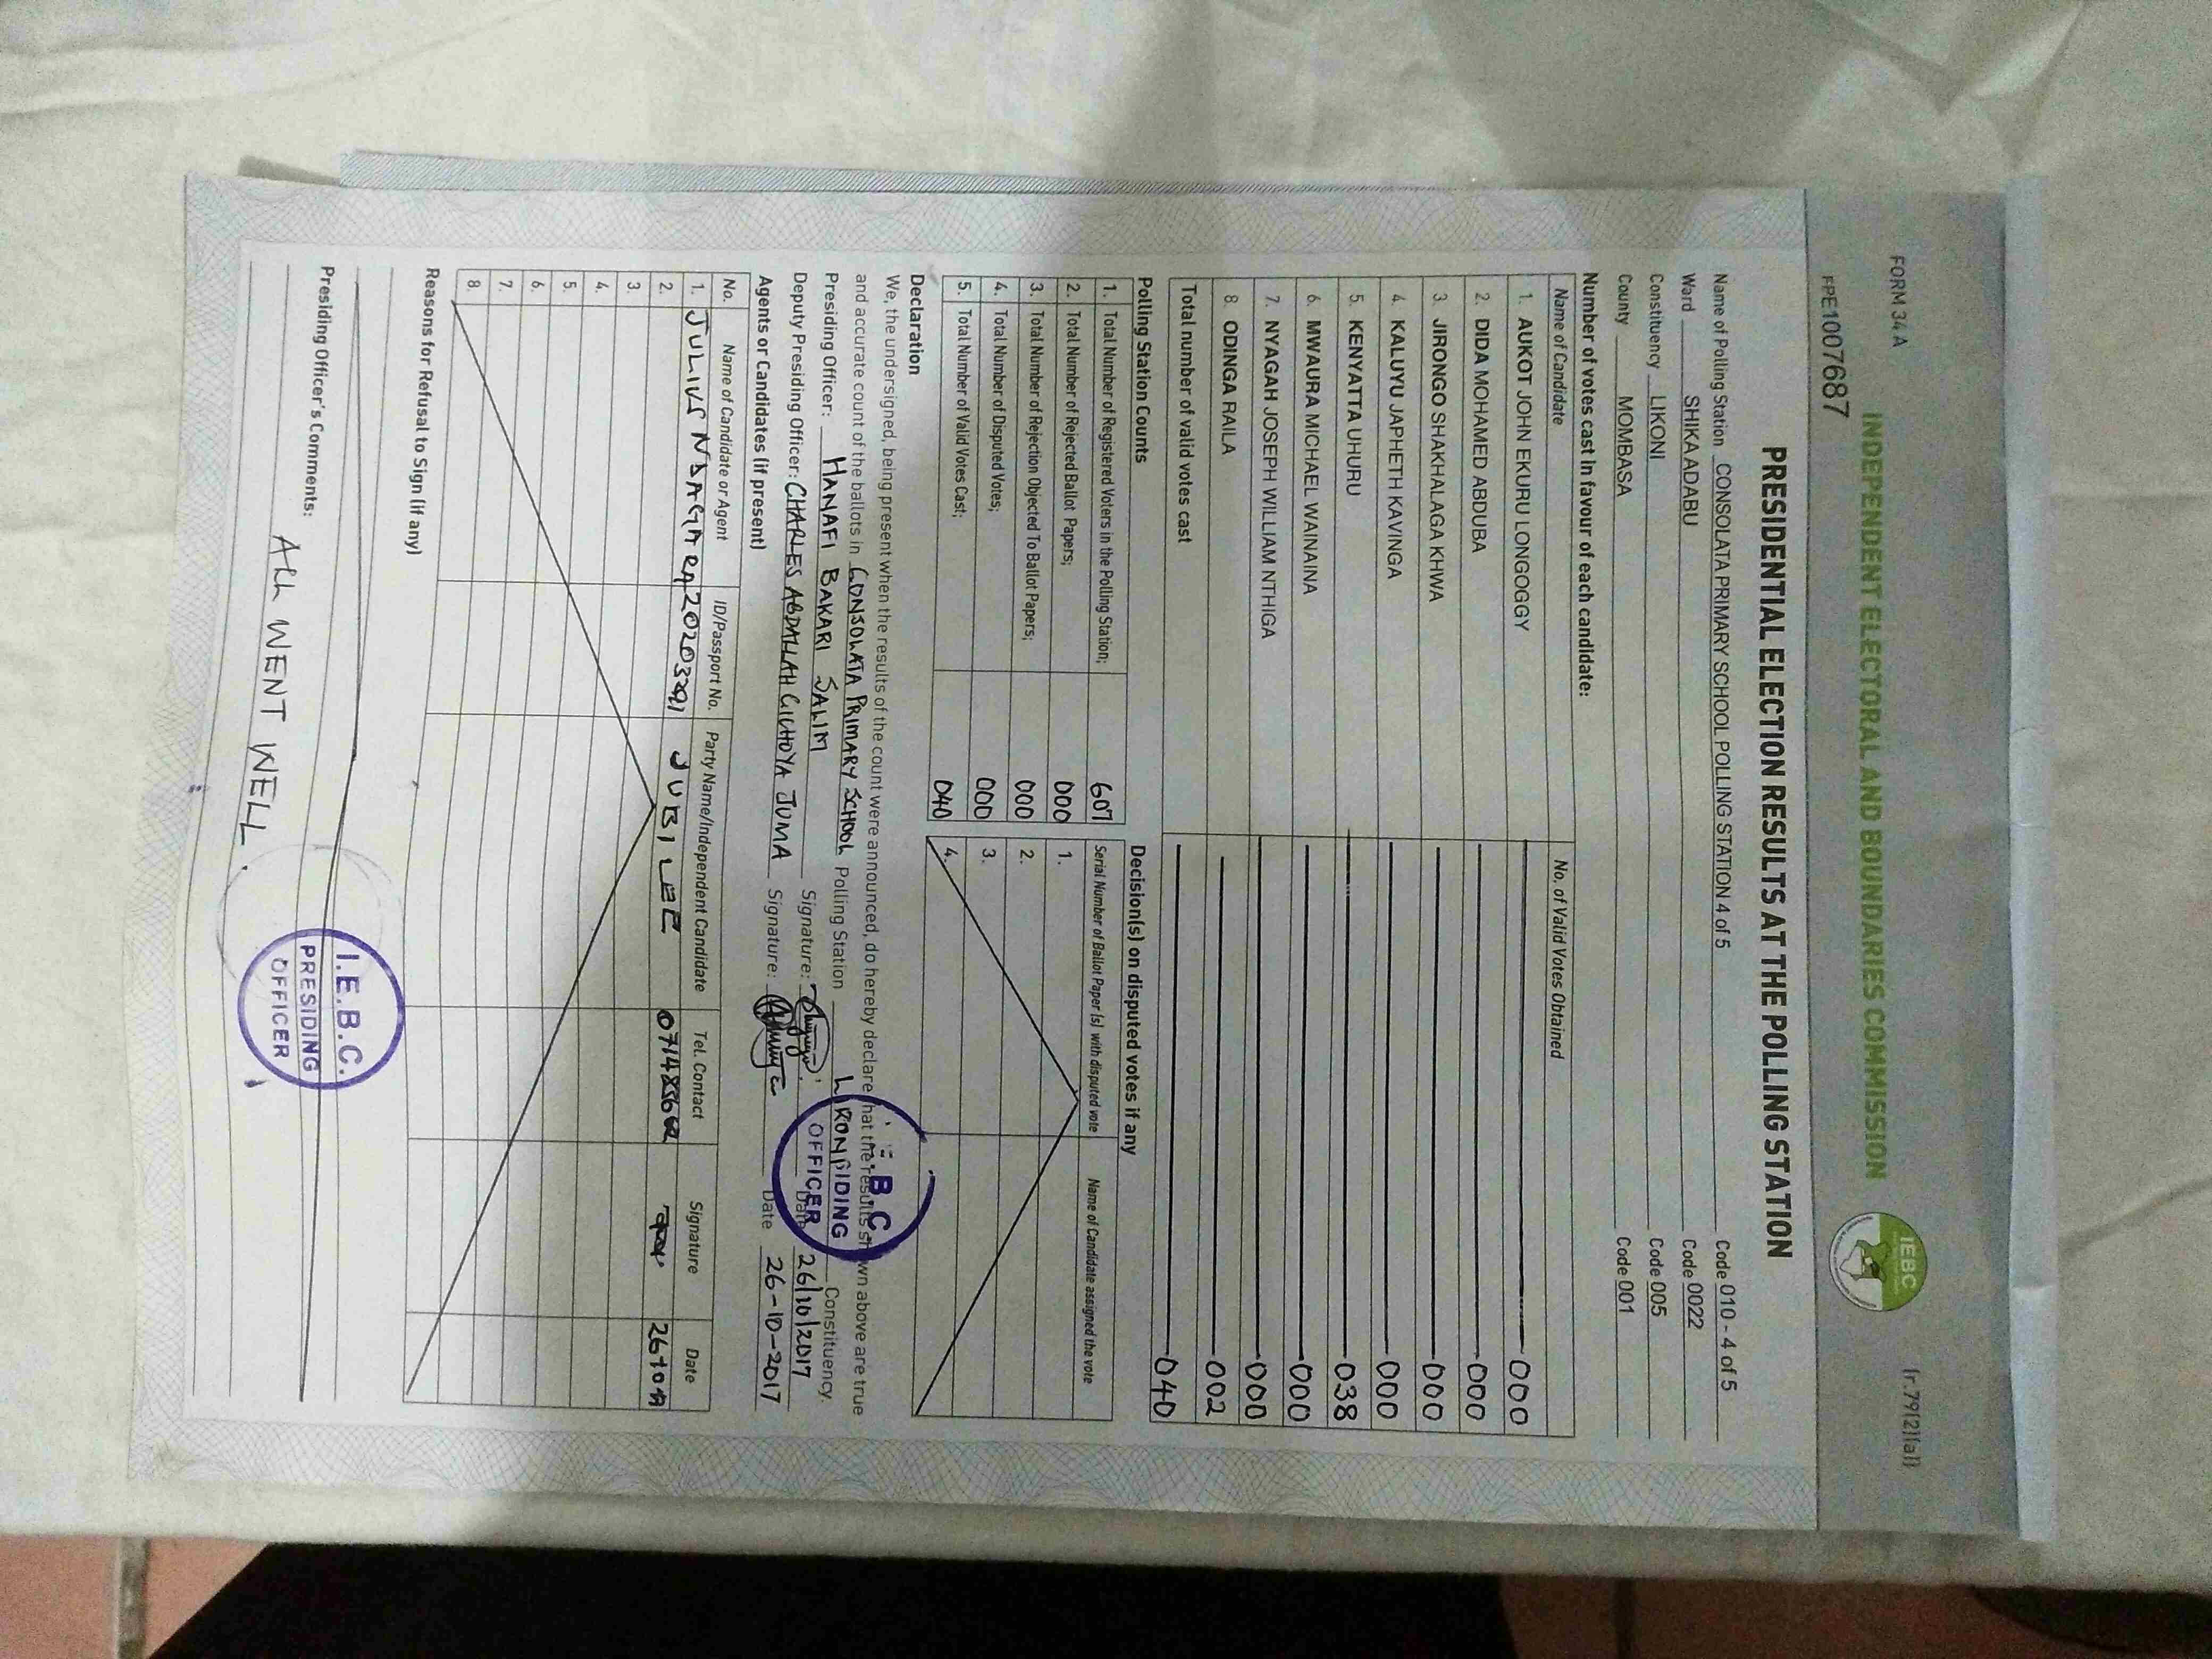 FORM 34 A
(r.79(2)(a))
INDEPENDENT ELECTORAL AND BOUNDARIES COMMISSION
IEBC
FPE1007687
PRESIDENTIAL ELECTION RESULTS AT THE POLLING STATION
Name of Polling Station CONSOLATA PRIMARY SCHOOL POLLING STATION 4 of 5 Code 010 - 4 of 5
Ward SHIKA ADABU Code 0022
Constituency LIKONI Code 005
County MOMBASA Code 001
Number of votes cast in favour of each candidate:
Name of Candidate No. of Valid Votes Obtained
1. AUKOT JOHN EKURU LONGOGGY 000
2. DIDA MOHAMED ABDUBA 000
3. JIRONGO SHAKHALAGA KHWA 000
4. KALUYU JAPHETH KAVINGA 000
5. KENYATTA UHURU 038
6. MWAURA MICHAEL WAINAINA 000
7. NYAGAH JOSEPH WILLIAM NTHIGA 000
8. ODINGA RAILA 002
Total number of valid votes cast 040
Polling Station Counts Decision(s) on disputed votes if any
1. Total Number of Registered Voters in the Polling Station; 607 Serial Number of Ballot Paper (s) with disputed vote Name of Candidate assigned the vote
2. Total Number of Rejected Ballot Papers; 000 1.
3. Total Number of Rejection Objected To Ballot Papers; 000 2.
4. Total Number of Disputed Votes; 000 3.
5. Total Number of Valid Votes Cast; 040 4.
Declaration
We, the undersigned, being present when the results of the count were announced, do hereby declare that the results shown above are true
and accurate count of the ballots in CONSOLATA PRIMARY SCHOOL Polling Station LIKONI Constituency.
Presiding Officer: HANAFI BAKARI SALIM Signature: Date 26/10/2017
Deputy Presiding Officer: CHARLES ABDALLAH JUMA Signature: Date 26-10-2017
B.C.
SIDING
OFFICER
Agents or Candidates (if present)
No. Name of Candidate or Agent ID/Passport No. Party Name/Independent Candidate Tel. Contact Signature Date
1. JULIUS 20203291 JUBILEE
2.
3.
4.
5.
6.
7.
8.
Reasons for Refusal to Sign (if any)
Presiding Officer's Comments:
ALL WENT WELL.
I.E.B.C.
PRESIDING
OFFICER